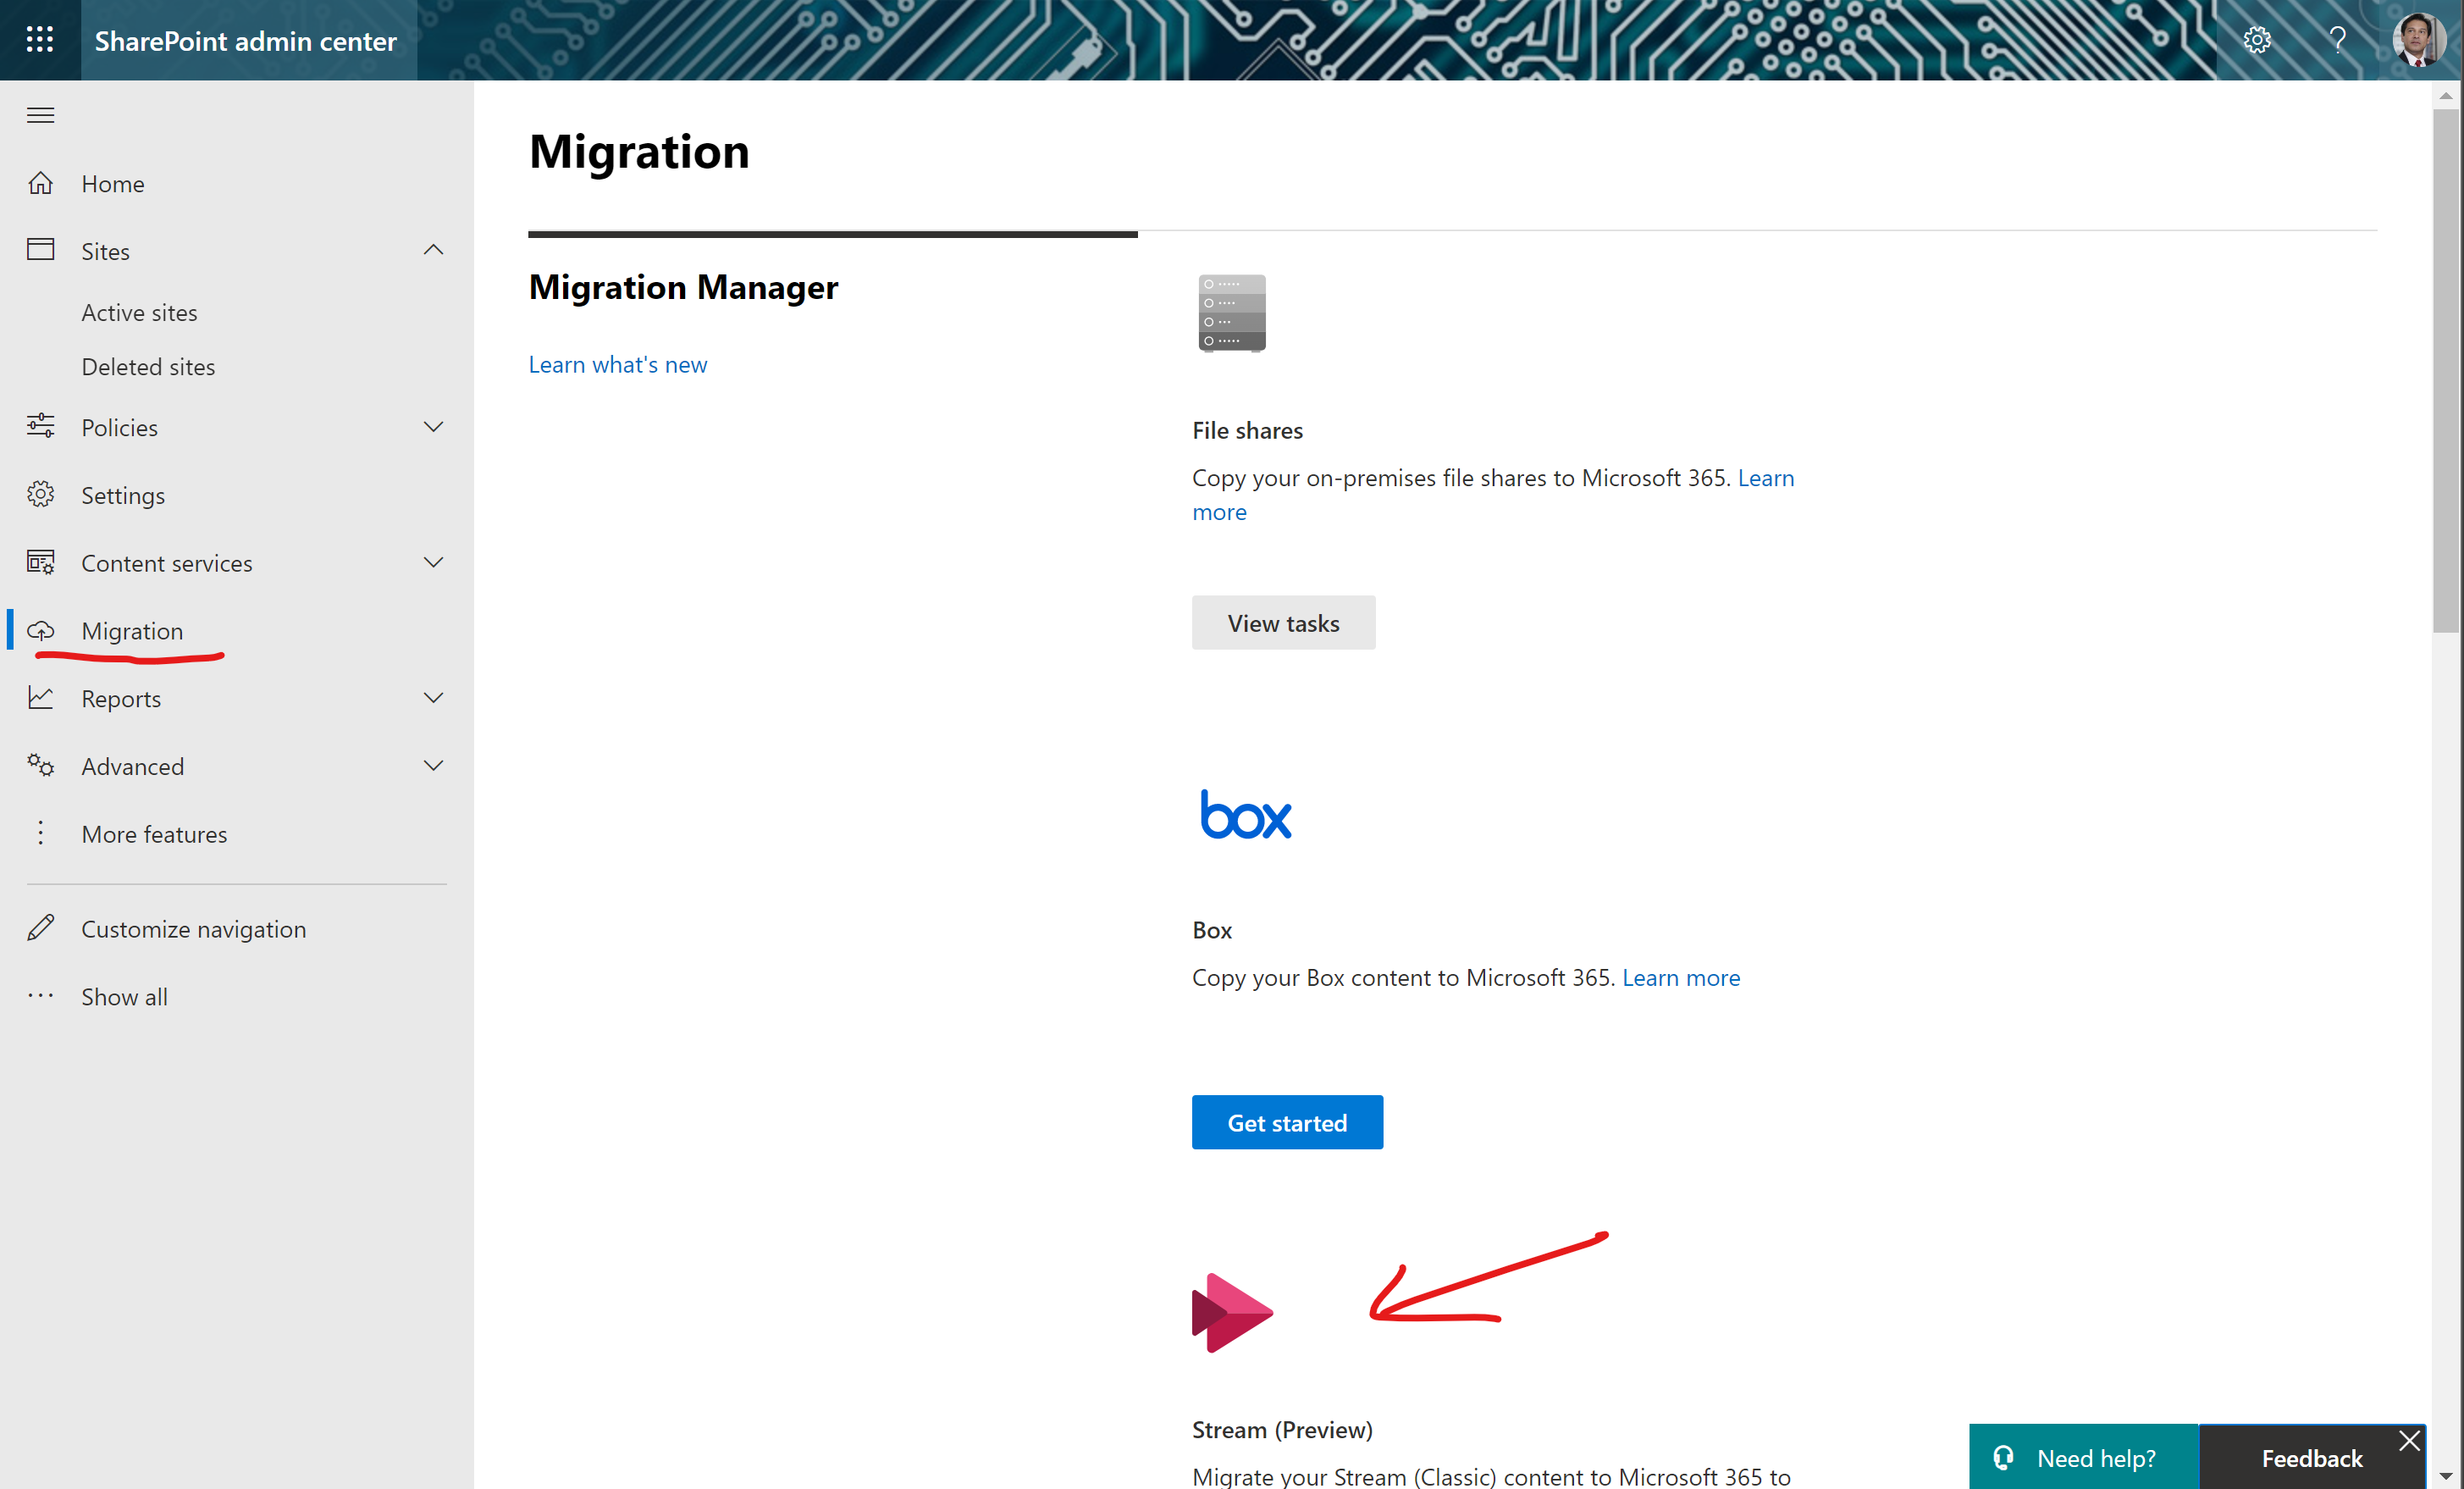 SharePoint admin center
Home
Sites
Active sites
Deleted sites
Policies
Settings
Content services
Migration
Reports
Advanced
More features
Customize navigation
Show all
Migration
Migration Manager
Learn what's new
File shares
Copy your on-premises file shares to Microsoft 365. Learn
more
View tasks
box
Box
Copy your Box content to Microsoft 365. Learn more
Get started
Stream (Preview)
Migrate your Stream (Classic) content to Microsoft 365 to
Need help?
Feedback